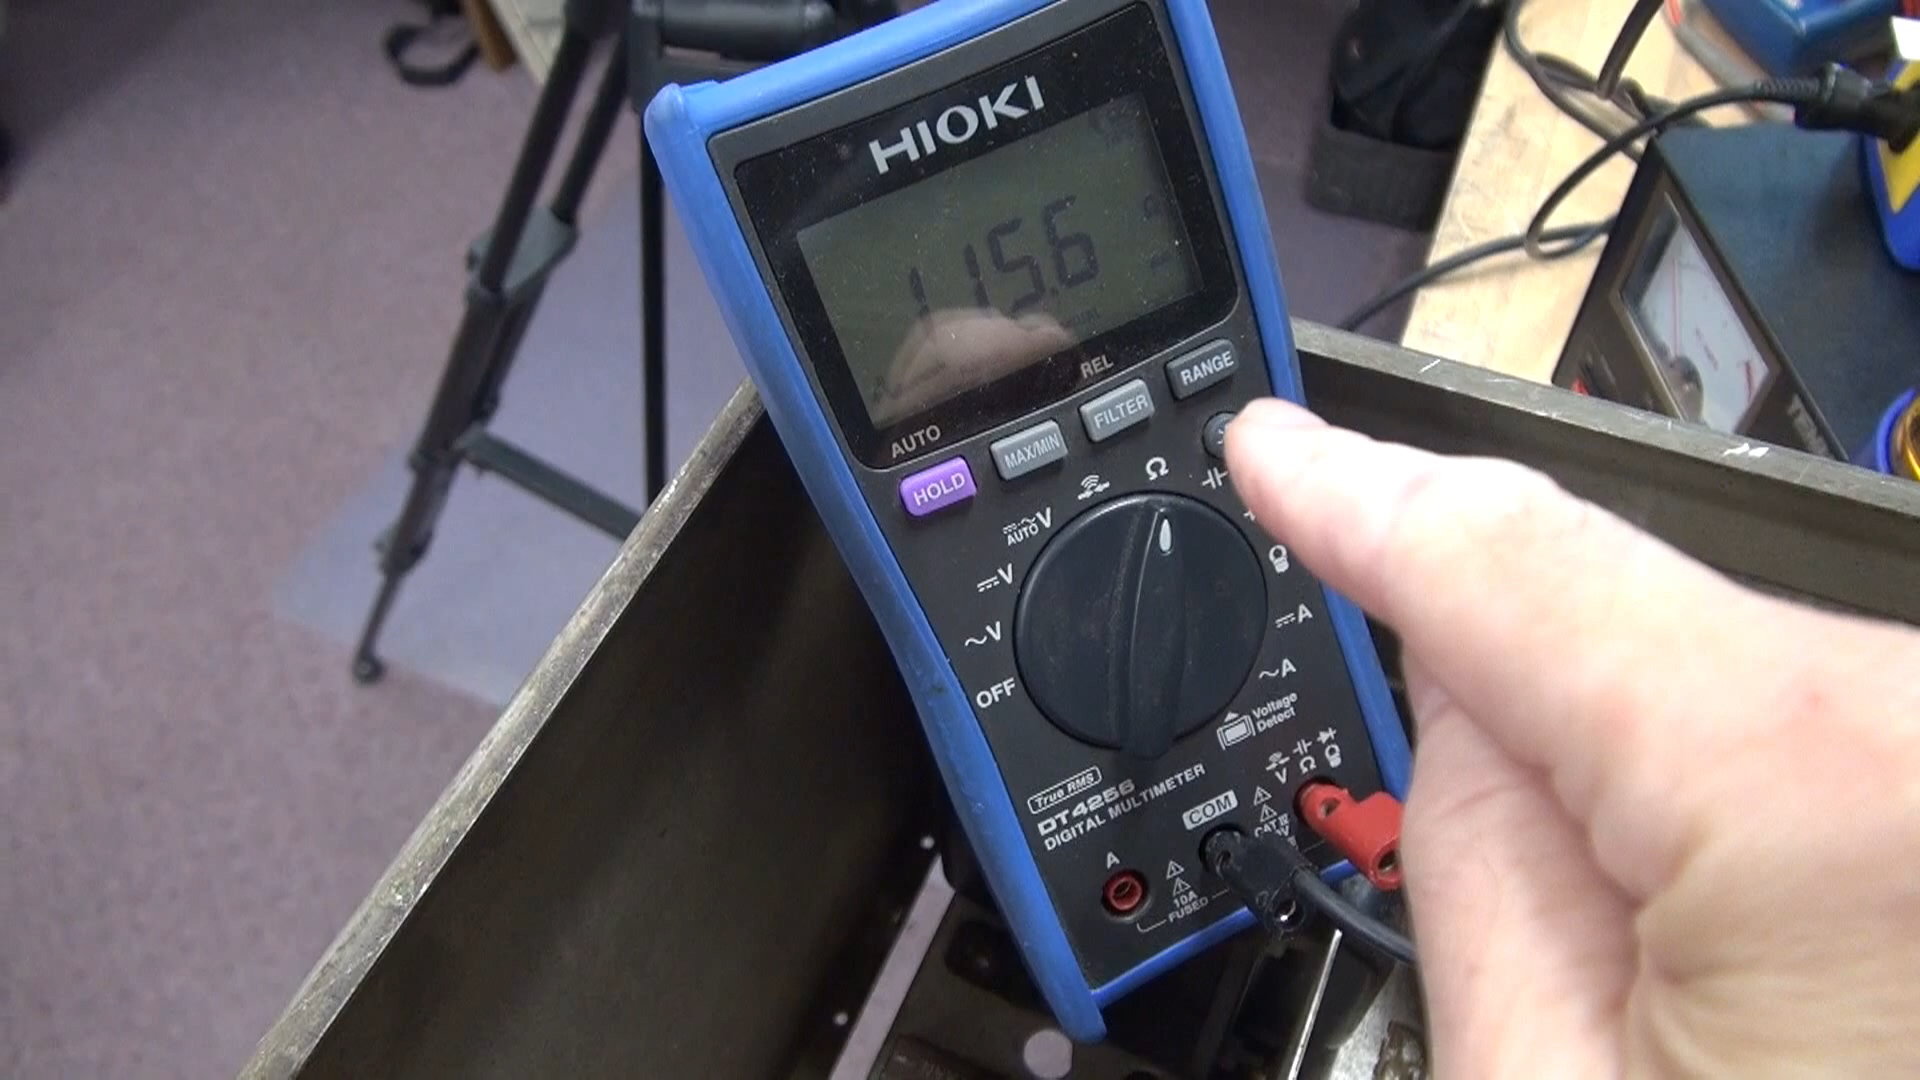 HIOKI
115.6
REL
RANGE
AUTO
FILTER
MAX/MIN
HOLD
Ω
AUTO V
V
~V
OFF
A
~A
Voltage
Detect
True RMS
DT4256
DIGITAL MULTIMETER
COM
V Ω
CAT
A
10A
FUSED